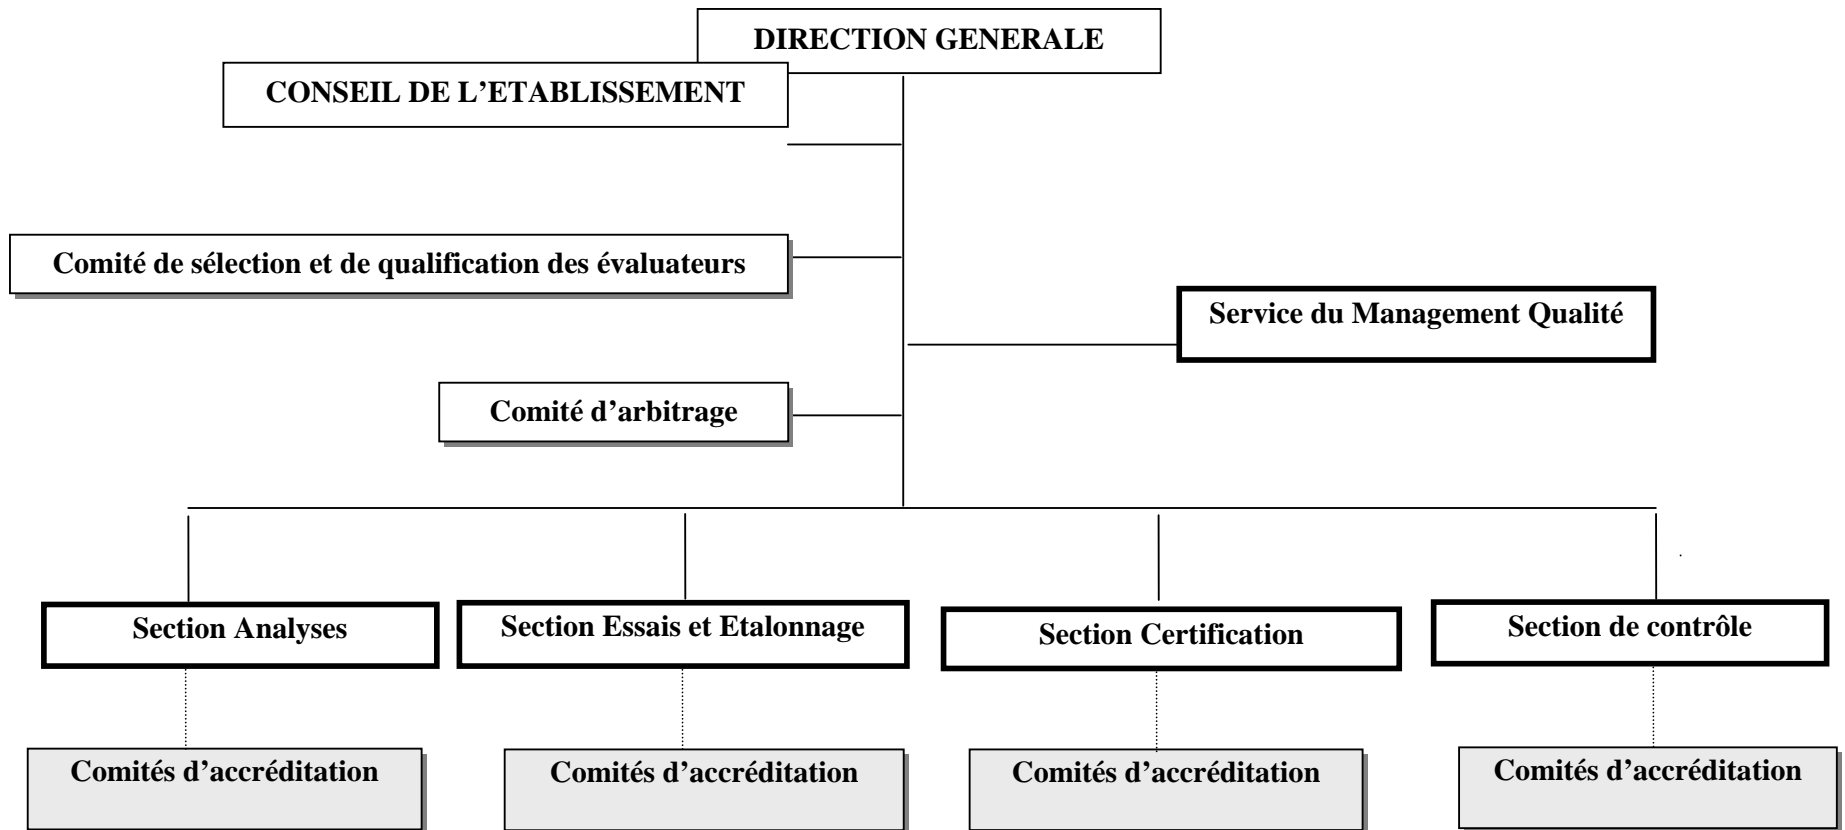 DIRECTION GENERALE
CONSEIL DE L’ETABLISSEMENT
Comité de sélection et de qualification des évaluateurs
Service du Management Qualité
Comité d’arbitrage
Section Analyses
Section Essais et Etalonnage
Section Certification
Section de contrôle
Comités d’accréditation
Comités d’accréditation
Comités d’accréditation
Comités d’accréditation